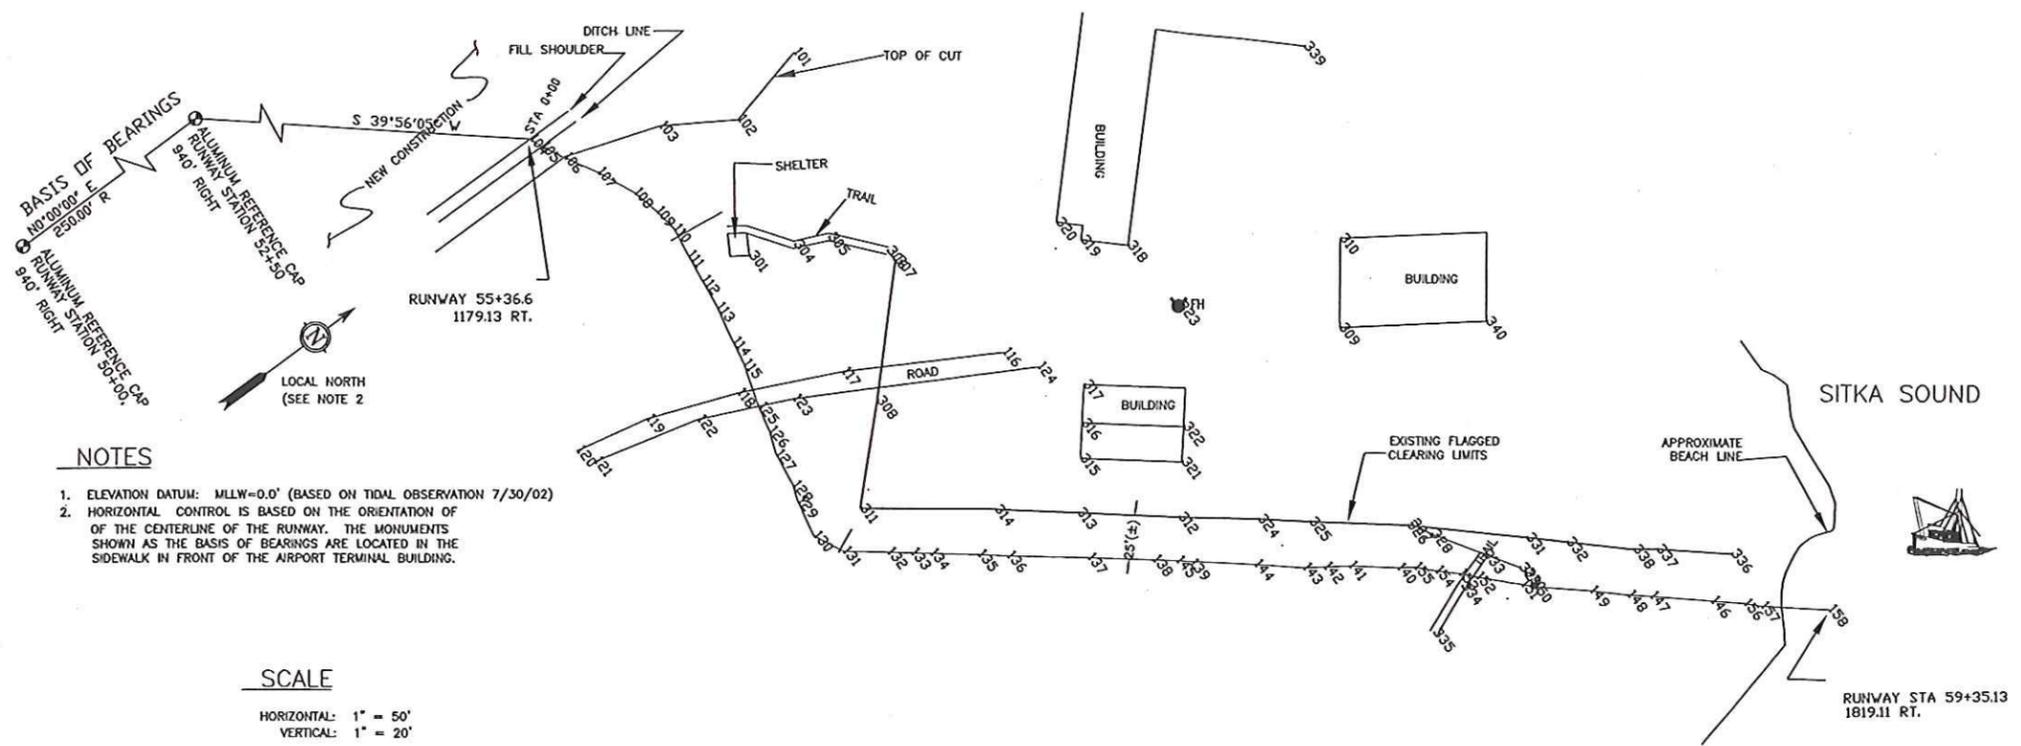 DITCH LINE
FILL SHOULDER
TOP OF CUT
STA 0+00
BASIS OF BEARINGS
N0°00'00" E
250.00' R
S 39°56'05" W
NEW CONSTRUCTION
ALUMINUM REFERENCE CAP
RUNWAY STATION 52+50
940' RIGHT
ALUMINUM REFERENCE CAP
RUNWAY STATION 50+00,
940' RIGHT
RUNWAY 55+36.6
1179.13 RT.
N
LOCAL NORTH
(SEE NOTE 2
SHELTER
TRAIL
ROAD
BUILDING
BUILDING
BUILDING
FH
101
102
103
105
106
107
108
109
110
111
112
113
114
115
116
117
118
119
120
121
122
123
124
125
126
127
128
129
130
131
132
133
134
135
136
137
138
145
139
144
143
142
141
140
155
154
152
151
149
148
147
146
156
157
158
301
304
305
307
308
309
310
311
314
313
312
324
325
326
328
331
332
338
337
336
333
334
335
315
316
317
318
319
320
321
322
339
340
25'(±)
EXISTING FLAGGED
CLEARING LIMITS
APPROXIMATE
BEACH LINE
SITKA SOUND
RUNWAY STA 59+35.13
1819.11 RT.
NOTES
1. ELEVATION DATUM: MLLW=0.0' (BASED ON TIDAL OBSERVATION 7/30/02)
2. HORIZONTAL CONTROL IS BASED ON THE ORIENTATION OF
OF THE CENTERLINE OF THE RUNWAY. THE MONUMENTS
SHOWN AS THE BASIS OF BEARINGS ARE LOCATED IN THE
SIDEWALK IN FRONT OF THE AIRPORT TERMINAL BUILDING.
SCALE
HORIZONTAL: 1" = 50'
VERTICAL: 1" = 20'